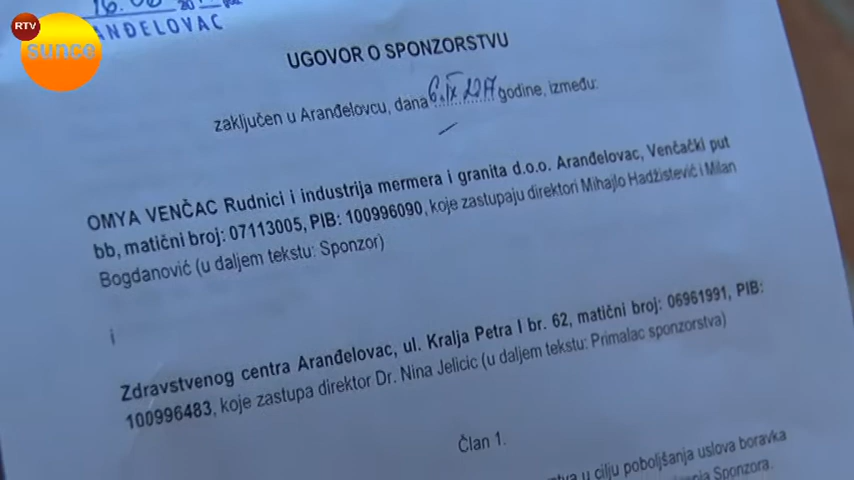 RTV
sunce
16.06
ANĐELOVAC
UGOVOR O SPONZORSTVU
zaključen u Aranđelovcu, dana 6. IX 2017 godine, između:
OMYA VENČAC Rudnici i industrija mermera i granita d.o.o. Aranđelovac, Venčački put
bb, matični broj: 07113005, PIB: 100996090, koje zastupaju direktori Mihajlo Hadžistević i Milan
Bogdanović (u daljem tekstu: Sponzor)
i
Zdravstvenog centra Aranđelovac, ul. Kralja Petra I br. 62, matični broj: 06961991, PIB:
100996483, koje zastupa direktor Dr. Nina Jelicic (u daljem tekstu: Primalac sponzorstva)
Član 1.
u cilju poboljšanja uslova boravka
Sponzora.